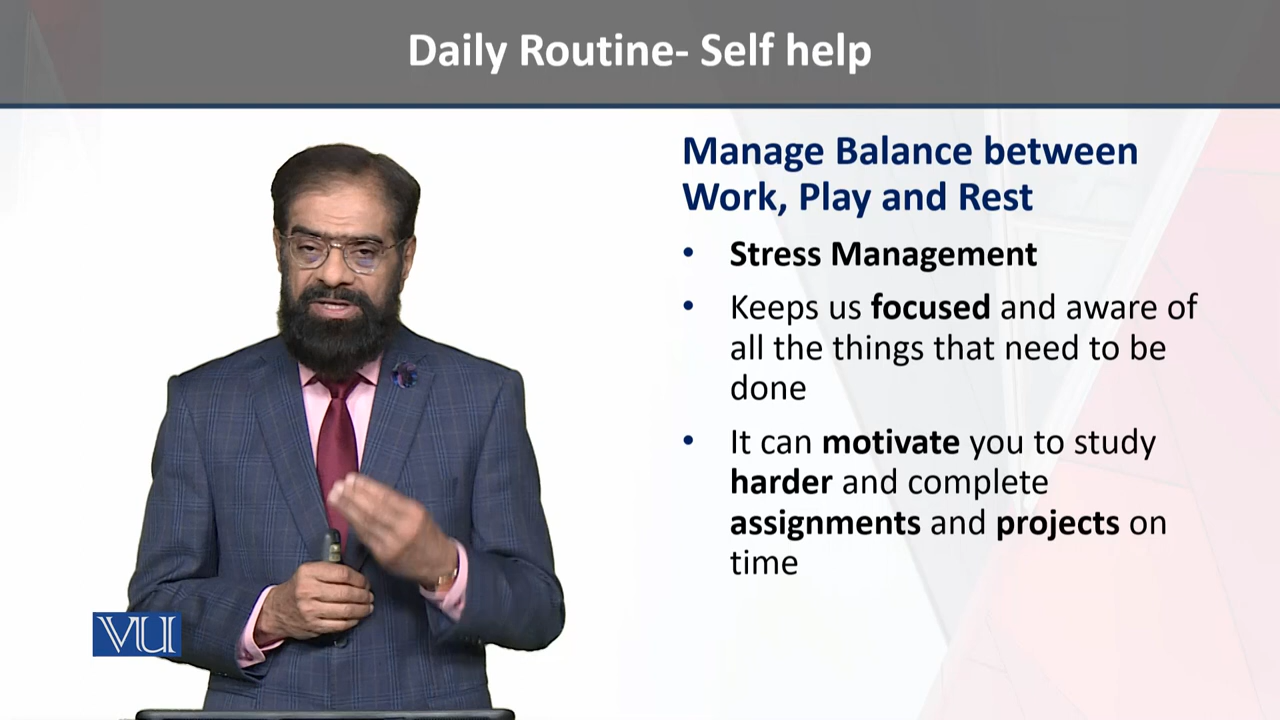 Daily Routine- Self help
Manage Balance between
Work, Play and Rest
• Stress Management
• Keeps us focused and aware of
all the things that need to be
done
• It can motivate you to study
harder and complete
assignments and projects on
time
VU